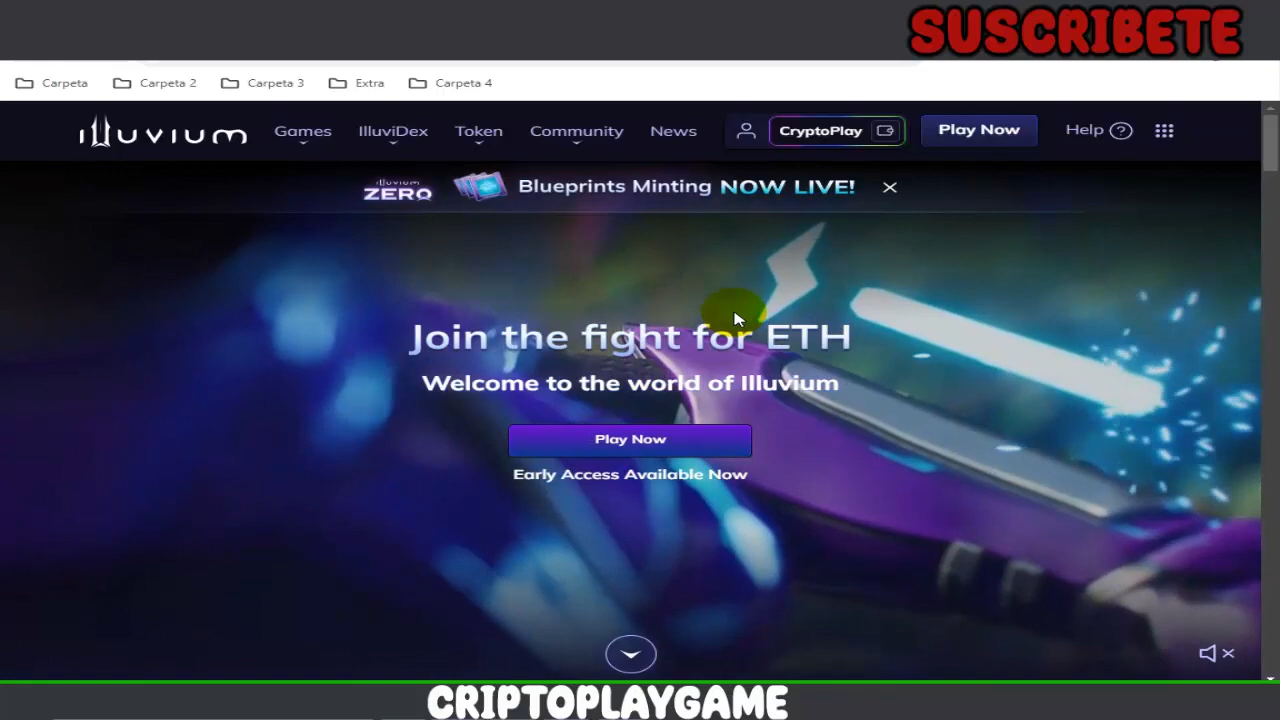 SUSCRIBETE
Carpeta Carpeta 2 Carpeta 3 Extra Carpeta 4
illuvium Games IlluviDex Token Community News CryptoPlay Play Now Help ?
illuvium ZERO Blueprints Minting NOW LIVE!
Join the fight for ETH
Welcome to the world of Illuvium
Play Now
Early Access Available Now
CRIPTOPLAYGAME